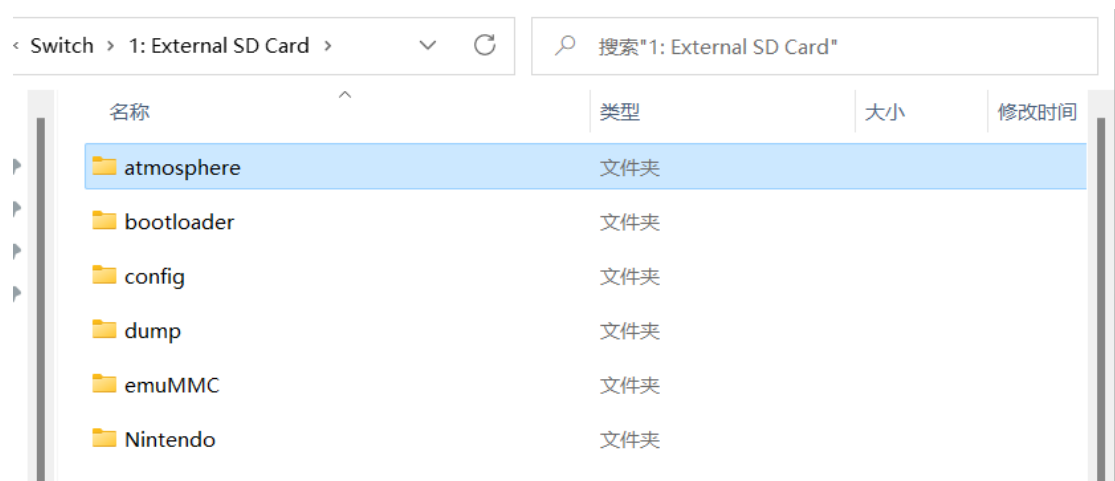 Switch > 1: External SD Card >
搜索"1: External SD Card"
名称 类型 大小 修改时间
atmosphere 文件夹
bootloader 文件夹
config 文件夹
dump 文件夹
emuMMC 文件夹
Nintendo 文件夹